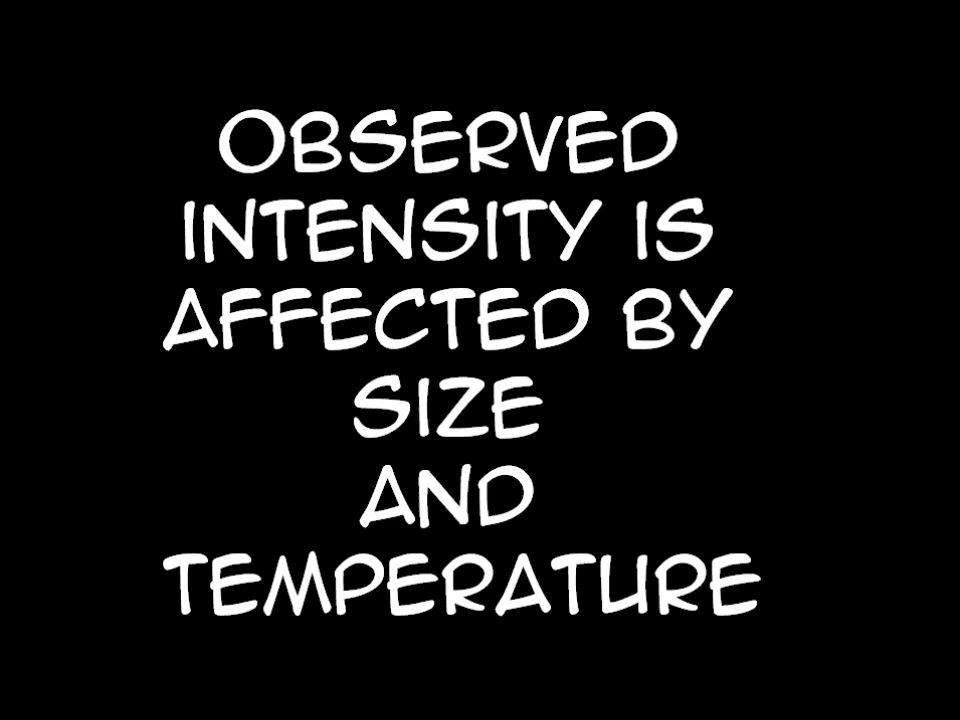 OBSERVED
INTENSITY IS
AFFECTED BY
SIZE
AND
TEMPERATURE